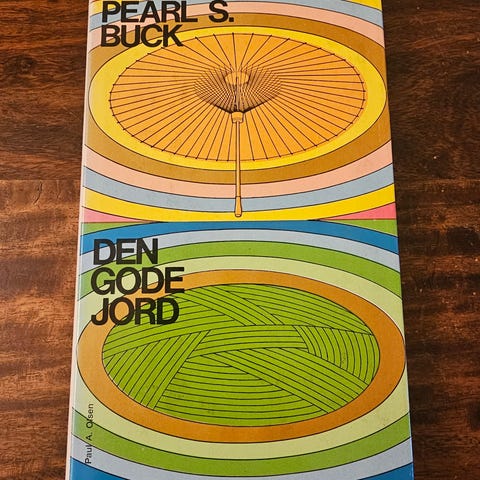 PEARL S.
BUCK
DEN
GODE
JORD
Paul A. Olsen